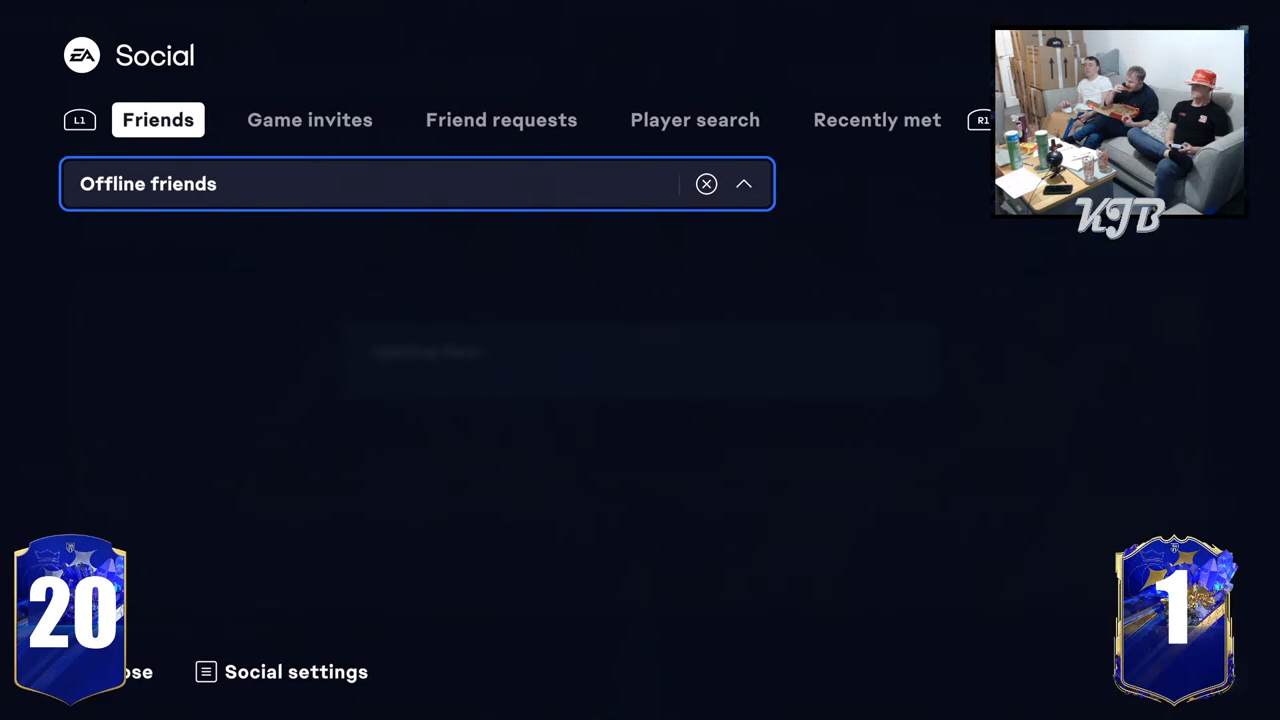 EA Social
L1 Friends Game invites Friend requests Player search Recently met R1
Offline friends
KJB
20
1
ose
Social settings